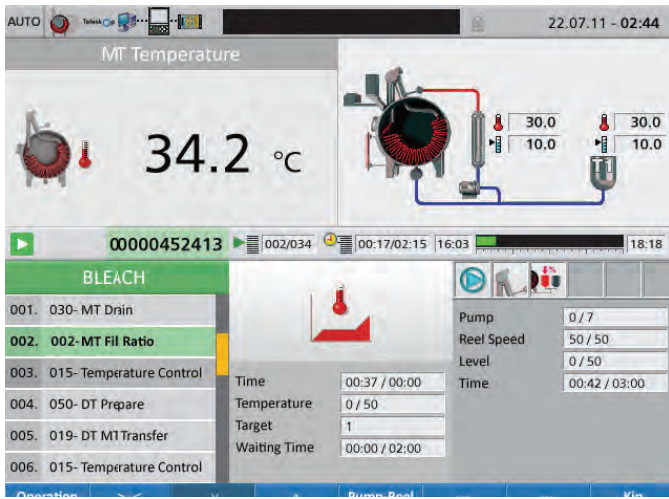 AUTO Teleskop 22.07.11 - 02:44
MT Temperature
34.2 °C
30.0 30,0
10.0 10.0
00000452413 002/034 00:17/02:15 16:03 18:18
BLEACH
001. 030- MT Drain
002. 002-MT Fil Ratio
003. 015- Temperature Control
004. 050- DT Prepare
005. 019- DT MT Transfer
006. 015- Temperature Control
Time 00:37 / 00:00
Temperature 0 / 50
Target 1
Waiting Time 00:00 / 02:00
%
Pump 0 / 7
Reel Speed 50 / 50
Level 0 / 50
Time 00:42 / 03:00
Operation >--< v ^ Pump-Reel --- --- Kip